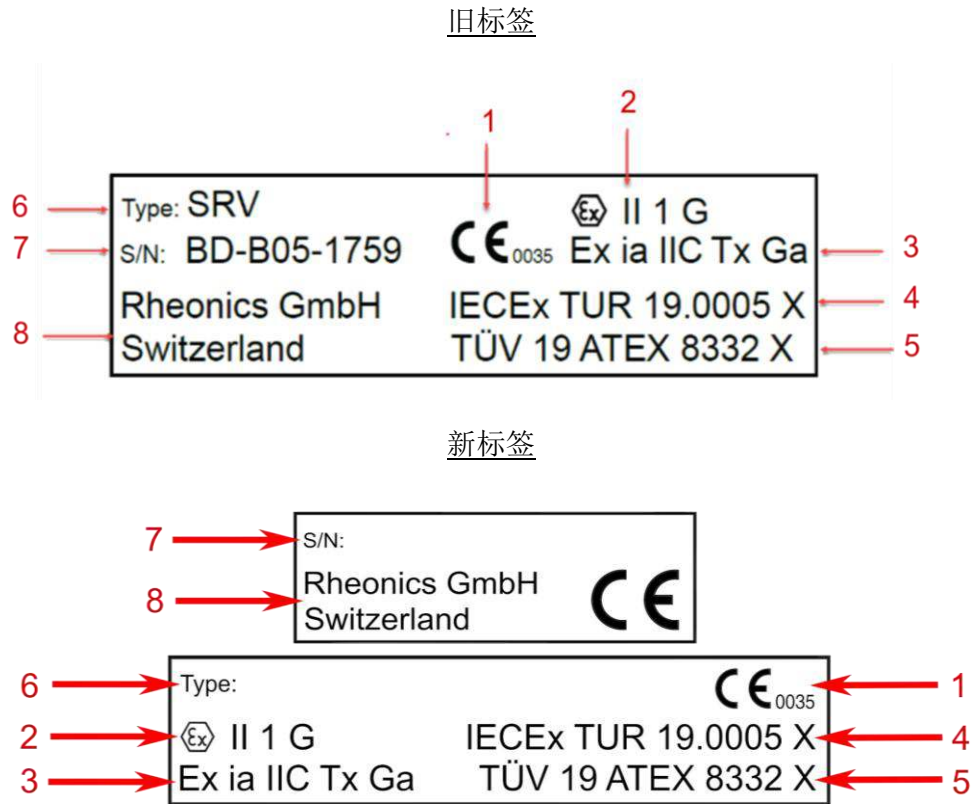 旧标签
1
2
6 Type: SRV
Ex II 1 G
7 S/N: BD-B05-1759
CE 0035 Ex ia IIC Tx Ga 3
Rheonics GmbH IECEx TUR 19.0005 X 4
8 Switzerland TÜV 19 ATEX 8332 X 5
新标签
7 S/N:
8 Rheonics GmbH
Switzerland CE
6 Type: CE 0035 1
2 Ex II 1 G IECEx TUR 19.0005 X 4
3 Ex ia IIC Tx Ga TÜV 19 ATEX 8332 X 5